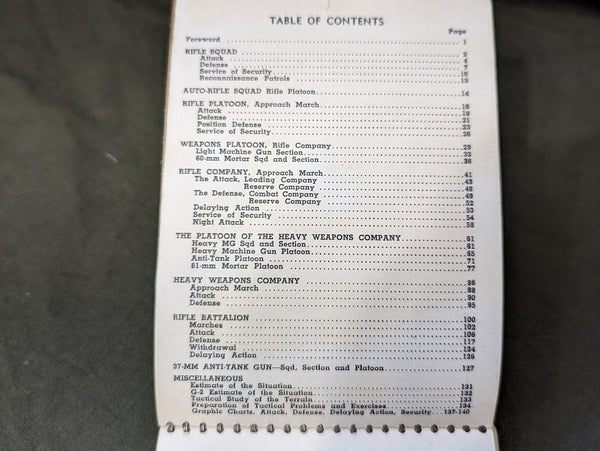 TABLE OF CONTENTS
Page
Foreword 1
RIFLE SQUAD 2
Attack 4
Defense 7
Service of Security 10
Reconnaissance Patrols 12
AUTO-RIFLE SQUAD Rifle Platoon 14
RIFLE PLATOON, Approach March 16
Attack 18
Defense 21
Position Defense 23
Service of Security 26
WEAPONS PLATOON, Rifle Company 29
Light Machine Gun Section 33
60-mm Mortar Sqd and Section 36
RIFLE COMPANY, Approach March 41
The Attack, Leading Company 43
Reserve Company 48
The Defense, Combat Company 49
Reserve Company 52
Delaying Action 53
Service of Security 54
Night Attack 58
THE PLATOON OF THE HEAVY WEAPONS COMPANY 61
Heavy MG Sqd and Section 61
Heavy Machine Gun Platoon 65
Anti-Tank Platoon 71
81-mm Mortar Platoon 77
HEAVY WEAPONS COMPANY 88
Approach March 88
Attack 90
Defense 95
RIFLE BATTALION 100
Marches 102
Attack 106
Defense 117
Withdrawal 124
Delaying Action 126
37-MM ANTI-TANK GUN—Sqd, Section and Platoon 127
MISCELLANEOUS
Estimate of the Situation 131
G-2 Estimate of the Situation 132
Tactical Study of the Terrain 133
Preparation of Tactical Problems and Exercises 134
Graphic Charts, Attack, Defense, Delaying Action, Security 137-140